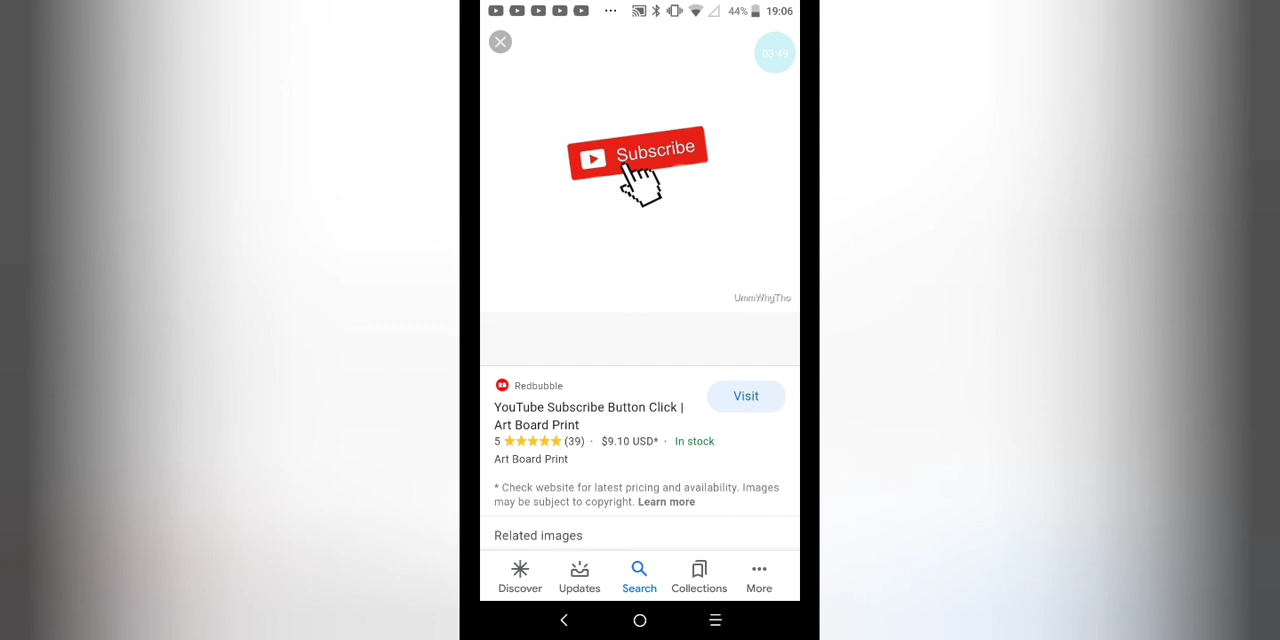 44% 19:06
03:49
Subscribe
UmmWhyTho
Redbubble
Visit
YouTube Subscribe Button Click |
Art Board Print
5 ★★★★★ (39) · $9.10 USD* · In stock
Art Board Print
* Check website for latest pricing and availability. Images
may be subject to copyright. Learn more
Related images
Discover Updates Search Collections More